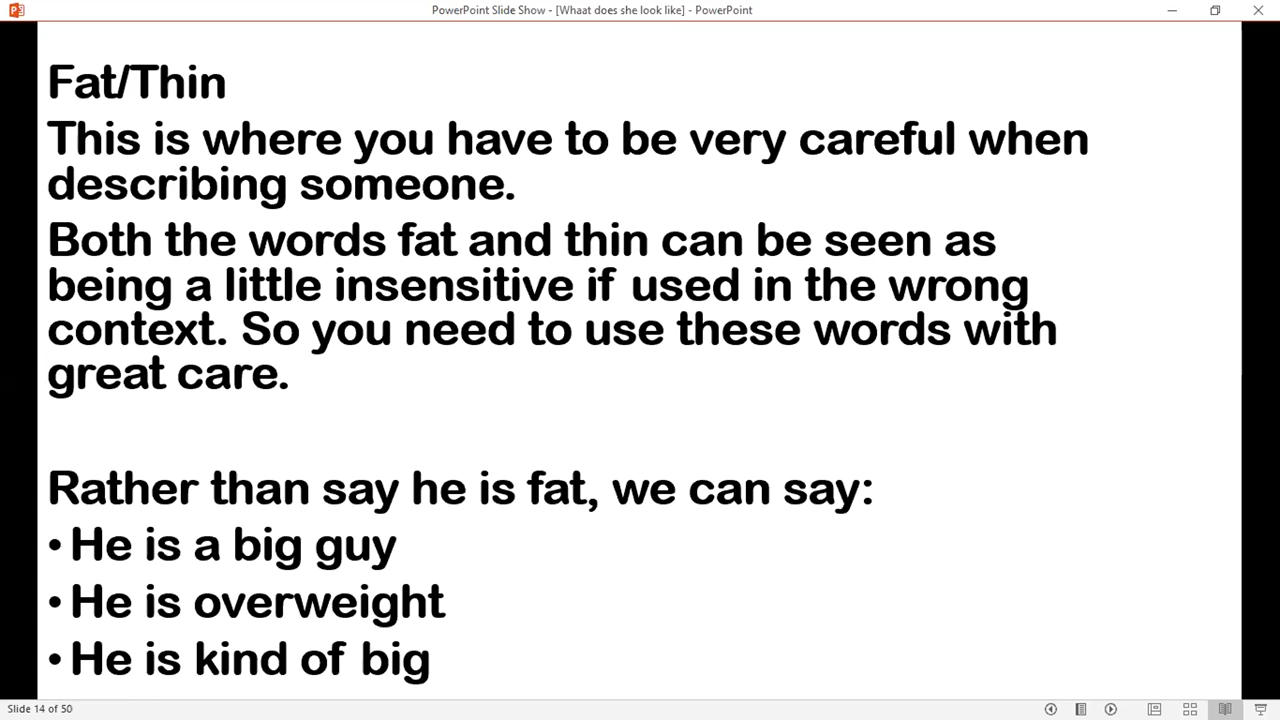 PowerPoint Slide Show - [Whaat does she look like] - PowerPoint
Fat/Thin
This is where you have to be very careful when
describing someone.
Both the words fat and thin can be seen as
being a little insensitive if used in the wrong
context. So you need to use these words with
great care.
Rather than say he is fat, we can say:
• He is a big guy
• He is overweight
• He is kind of big
Slide 14 of 50